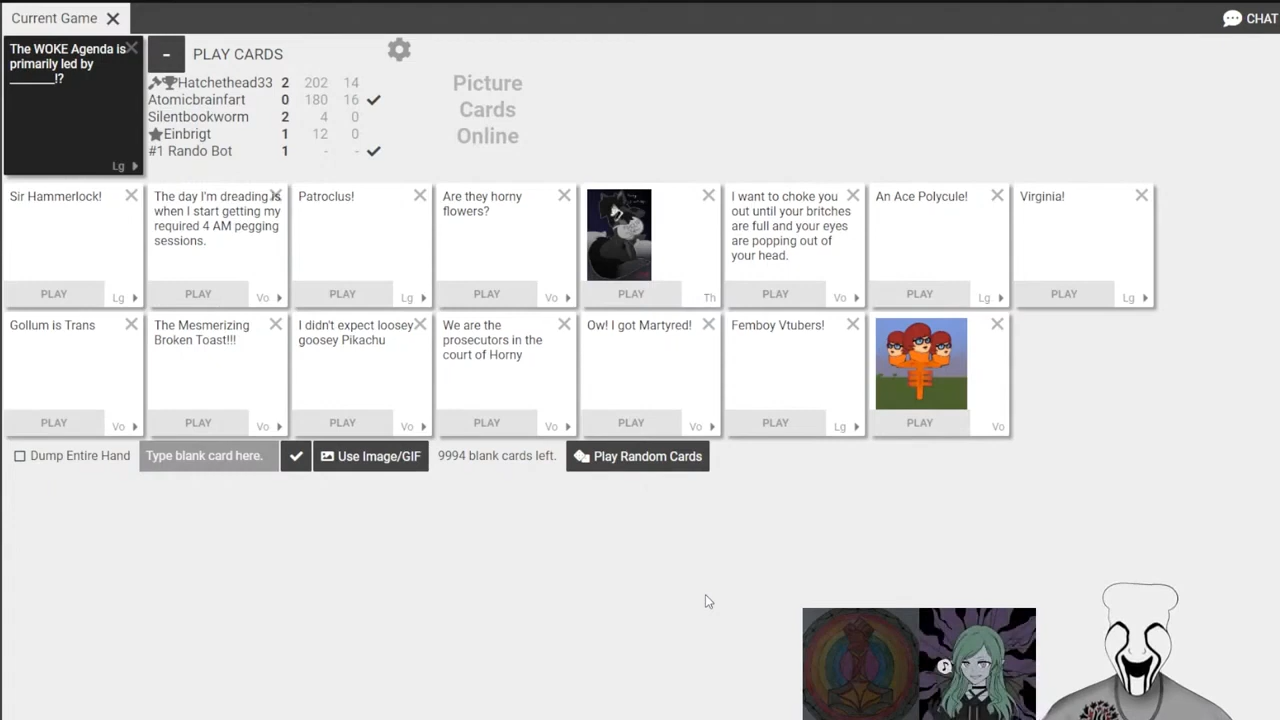 Current Game
CHAT
The WOKE Agenda is
primarily led by
_______!?
Lg
-
PLAY CARDS
Hatchethead33 2 202 14
Atomicbrainfart 0 180 16
Silentbookworm 2 4 0
Einbrigt 1 12 0
#1 Rando Bot 1 - -
Picture
Cards
Online
Sir Hammerlock!
PLAY
Lg
The day I'm dreading is
when I start getting my
required 4 AM pegging
sessions.
PLAY
Vo
Patroclus!
PLAY
Lg
Are they horny
flowers?
PLAY
Vo
PLAY
Th
I want to choke you
out until your britches
are full and your eyes
are popping out of
your head.
PLAY
Vo
An Ace Polycule!
PLAY
Lg
Virginia!
PLAY
Lg
Gollum is Trans
PLAY
Vo
The Mesmerizing
Broken Toast!!!
PLAY
Vo
I didn't expect loosey
goosey Pikachu
PLAY
Vo
We are the
prosecutors in the
court of Horny
PLAY
Vo
Ow! I got Martyred!
PLAY
Vo
Femboy Vtubers!
PLAY
Lg
PLAY
Vo
Dump Entire Hand
Type blank card here.
Use Image/GIF
9994 blank cards left.
Play Random Cards